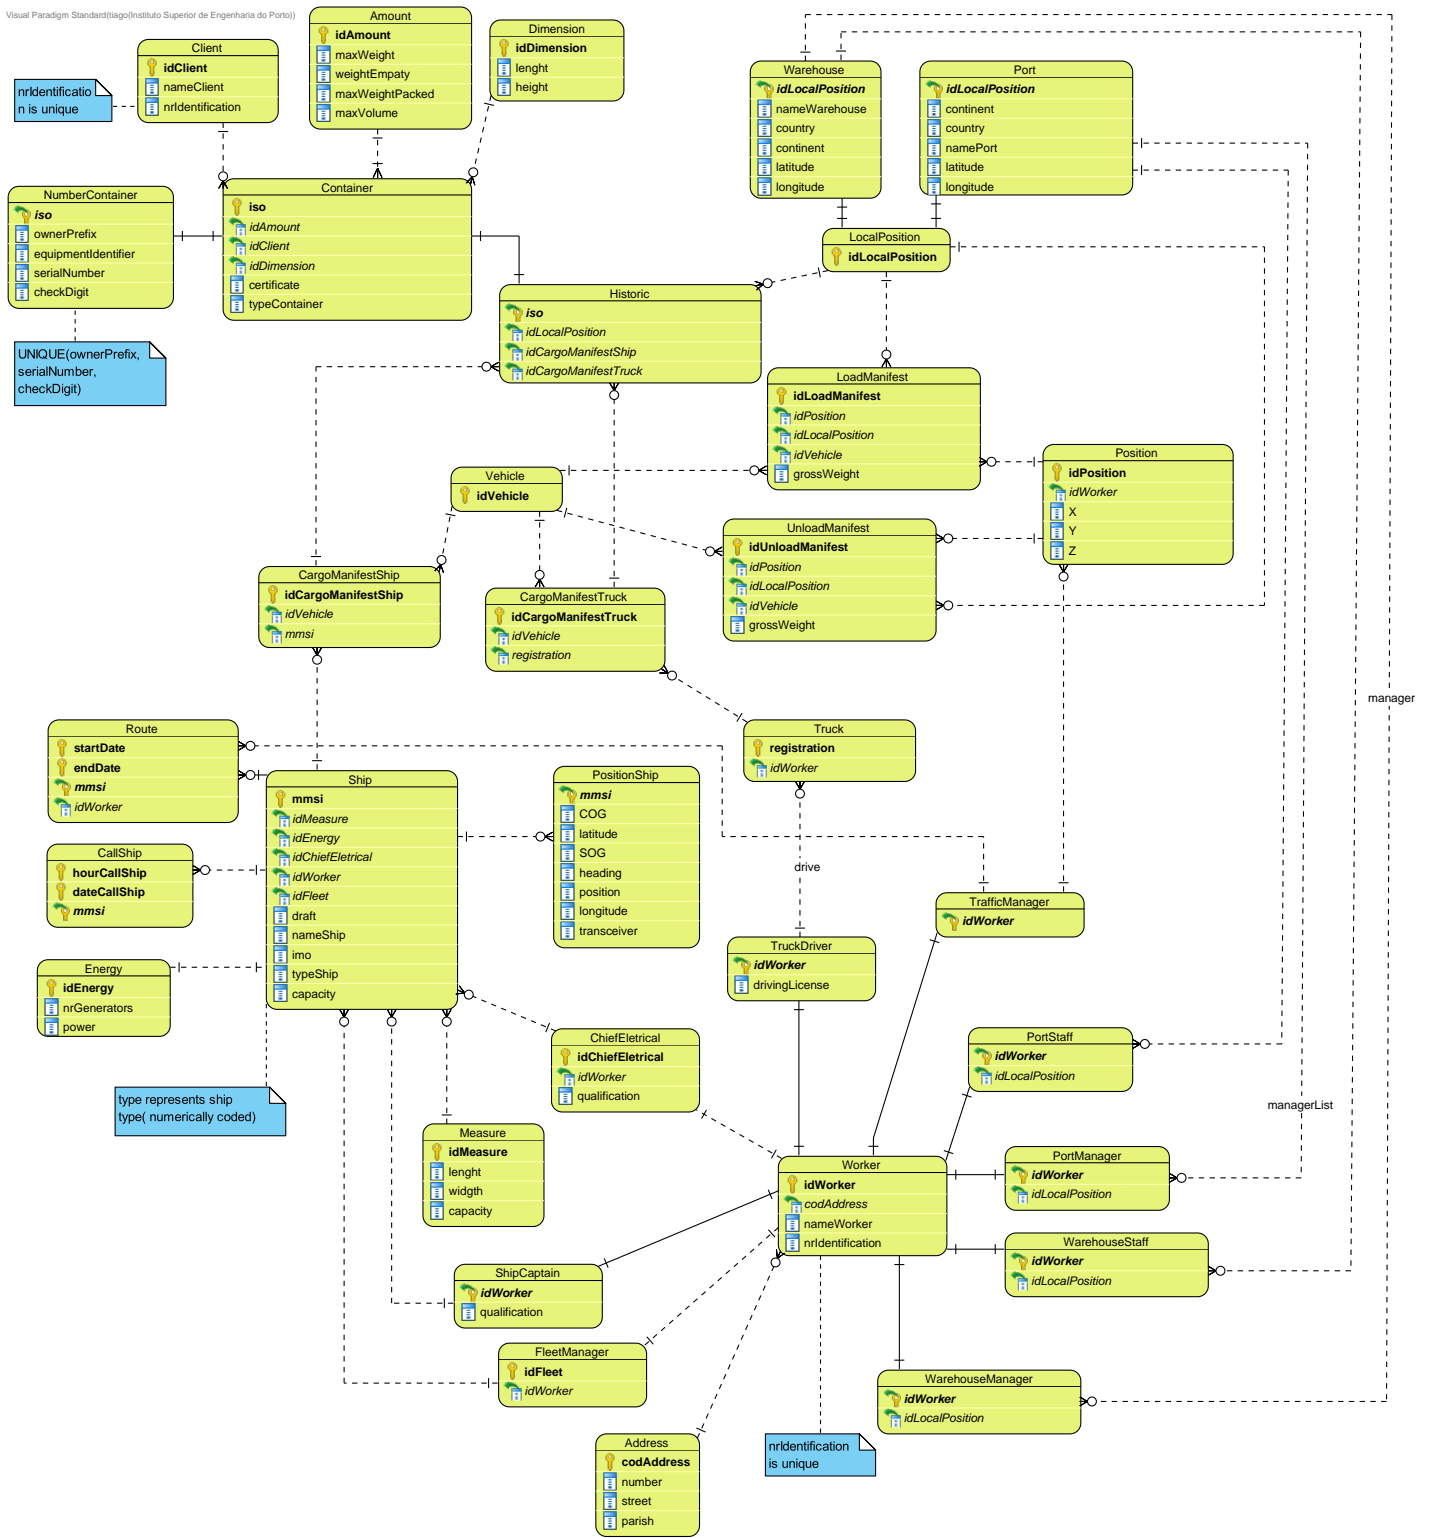 Visual Paradigm Standard(tiago(Instituto Superior de Engenharia do Porto))
Client
idClient
nameClient
nrIdentification
nrIdentificatio
n is unique
Amount
idAmount
maxWeight
weightEmpaty
maxWeightPacked
maxVolume
Dimension
idDimension
lenght
height
Warehouse
idLocalPosition
nameWarehouse
country
continent
latitude
longitude
Port
idLocalPosition
continent
country
namePort
latitude
longitude
NumberContainer
iso
ownerPrefix
equipmentIdentifier
serialNumber
checkDigit
Container
iso
idAmount
idClient
idDimension
certificate
typeContainer
LocalPosition
idLocalPosition
UNIQUE(ownerPrefix,
serialNumber,
checkDigit)
Historic
iso
idLocalPosition
idCargoManifestShip
idCargoManifestTruck
LoadManifest
idLoadManifest
idPosition
idLocalPosition
idVehicle
grossWeight
Position
idPosition
idWorker
X
Y
Z
Vehicle
idVehicle
UnloadManifest
idUnloadManifest
idPosition
idLocalPosition
idVehicle
grossWeight
CargoManifestShip
idCargoManifestShip
idVehicle
mmsi
CargoManifestTruck
idCargoManifestTruck
idVehicle
registration
manager
Route
startDate
endDate
mmsi
idWorker
Truck
registration
idWorker
Ship
mmsi
idMeasure
idEnergy
idChiefEletrical
idWorker
idFleet
draft
nameShip
imo
typeShip
capacity
PositionShip
mmsi
COG
latitude
SOG
heading
position
longitude
transceiver
CallShip
hourCallShip
dateCallShip
mmsi
drive
TrafficManager
idWorker
TruckDriver
idWorker
drivingLicense
Energy
idEnergy
nrGenerators
power
ChiefEletrical
idChiefEletrical
idWorker
qualification
PortStaff
idWorker
idLocalPosition
type represents ship
type( numerically coded)
managerList
Measure
idMeasure
lenght
widgth
capacity
Worker
idWorker
codAddress
nameWorker
nrIdentification
PortManager
idWorker
idLocalPosition
WarehouseStaff
idWorker
idLocalPosition
ShipCaptain
idWorker
qualification
FleetManager
idFleet
idWorker
WarehouseManager
idWorker
idLocalPosition
Address
codAddress
number
street
parish
nrIdentification
is unique